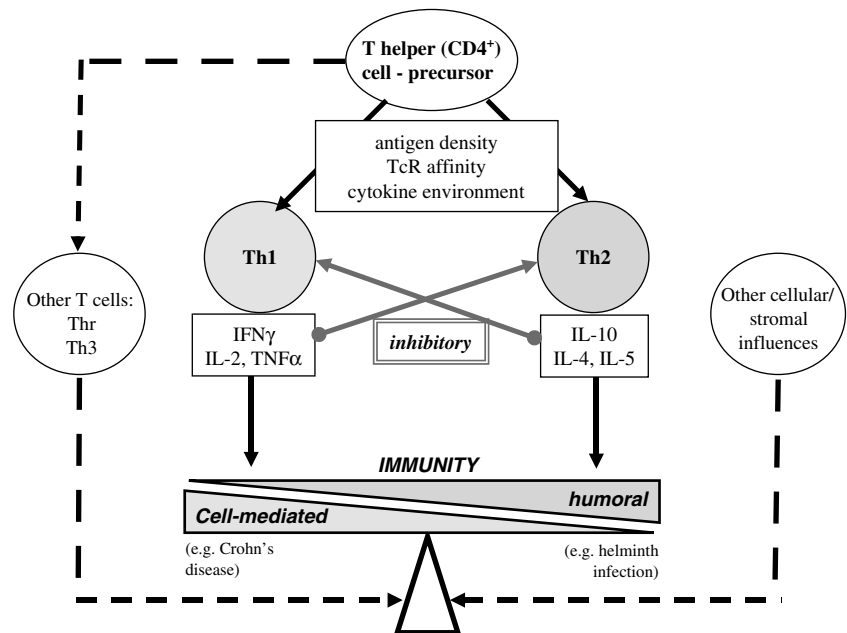 T helper (CD4⁺)
cell - precursor
antigen density
TcR affinity
cytokine environment
Th1
Th2
Other T cells:
Thr
Th3
Other cellular/
stromal
influences
IFNγ
IL-2, TNFα
inhibitory
IL-10
IL-4, IL-5
IMMUNITY
humoral
Cell-mediated
(e.g. Crohn's
disease)
(e.g. helminth
infection)